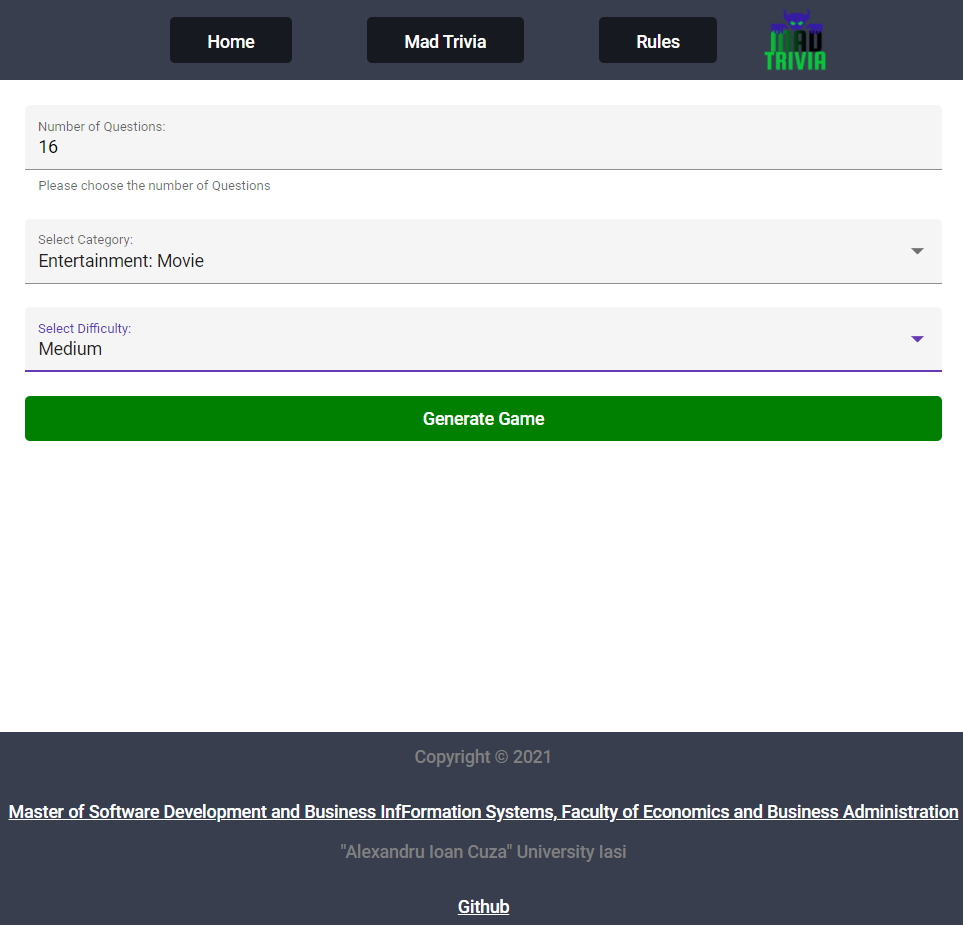 Home
Mad Trivia
Rules
MAD
TRIVIA
Number of Questions:
16
Please choose the number of Questions
Select Category:
Entertainment: Movie
Select Difficulty:
Medium
Generate Game
Copyright © 2021
Master of Software Development and Business InfFormation Systems, Faculty of Economics and Business Administration
"Alexandru Ioan Cuza" University Iasi
Github